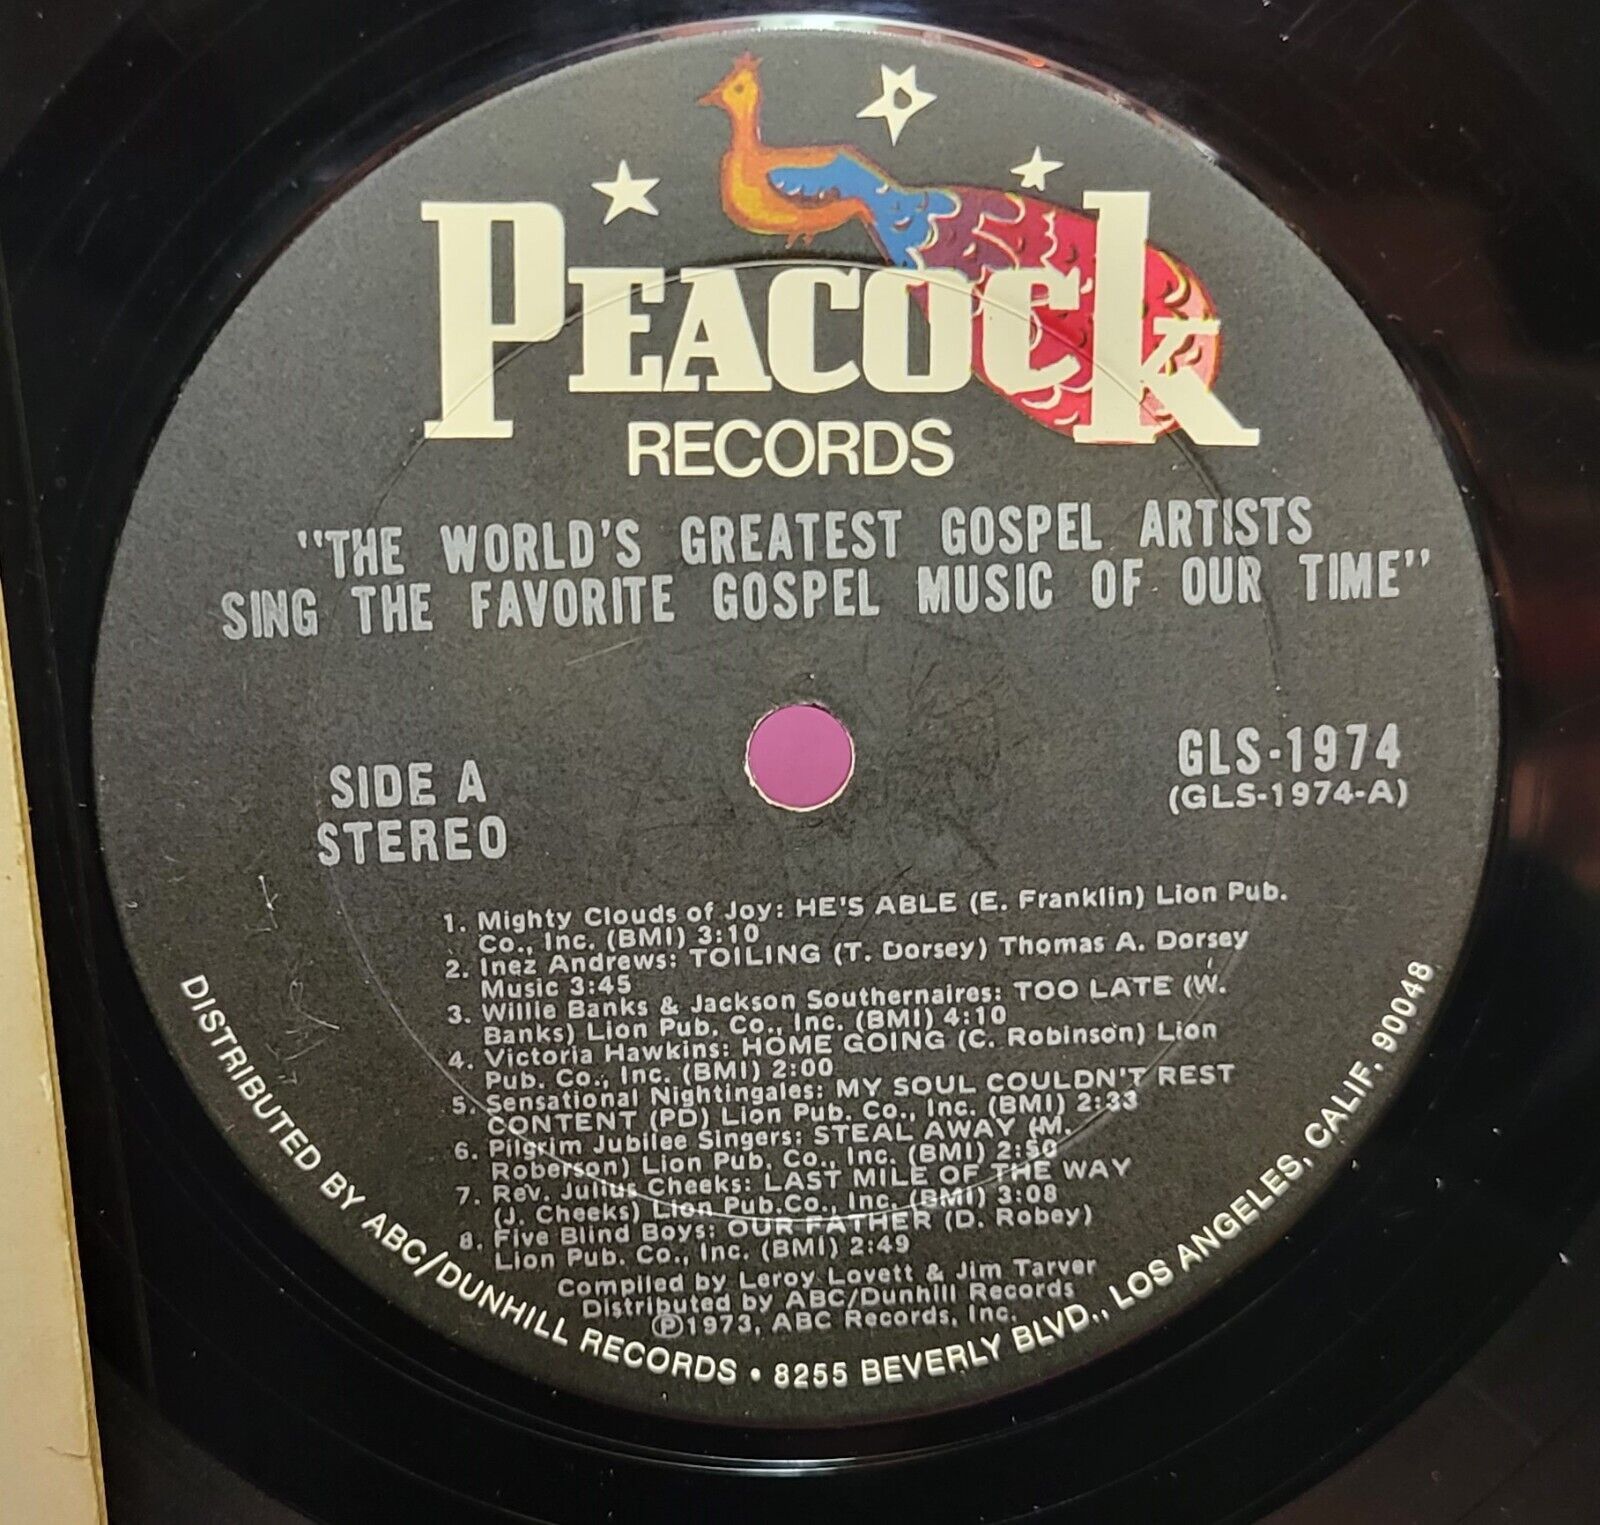 PEACOCK
RECORDS
"THE WORLD'S GREATEST GOSPEL ARTISTS
SING THE FAVORITE GOSPEL MUSIC OF OUR TIME"
SIDE A
STEREO
GLS-1974
(GLS-1974-A)
1. Mighty Clouds of Joy: HE'S ABLE (E. Franklin) Lion Pub.
Co., Inc. (BMI) 3:10
2. Inez Andrews: TOILING (T. Dorsey) Thomas A. Dorsey
Music 3:45
3. Willie Banks & Jackson Southernaires: TOO LATE (W.
Banks) Lion Pub. Co., Inc. (BMI) 4:10
4. Victoria Hawkins: HOME GOING (C. Robinson) Lion
Pub. Co., Inc. (BMI) 2:00
5. Sensational Nightingales: MY SOUL COULDN'T REST
CONTENT (PD) Lion Pub. Co., Inc. (BMI) 2:33
6. Pilgrim Jubilee Singers: STEAL AWAY (M.
Roberson) Lion Pub. Co., Inc. (BMI) 2:50
7. Rev. Julius Cheeks: LAST MILE OF THE WAY
(J. Cheeks) Lion Pub.Co., Inc. (BMI) 3:08
8. Five Blind Boys: OUR FATHER (D. Robey)
Lion Pub. Co., Inc. (BMI) 2:49
Compiled by Leroy Lovett & Jim Tarver
Distributed by ABC/Dunhill Records
Ⓟ1973, ABC Records, Inc.
DISTRIBUTED BY ABC/DUNHILL RECORDS • 8255 BEVERLY BLVD., LOS ANGELES, CALIF. 90048